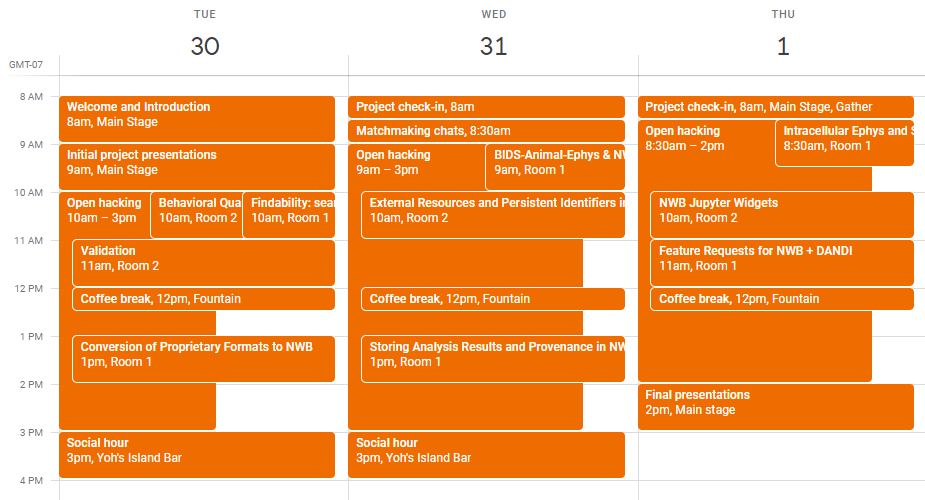 TUE
WED
THU
30
31
1
GMT-07
8 AM
9 AM
10 AM
11 AM
12 PM
1 PM
2 PM
3 PM
4 PM
Welcome and Introduction
8am, Main Stage
Initial project presentations
9am, Main Stage
Open hacking
10am – 3pm
Behavioral Qua
10am, Room 2
Findability: sear
10am, Room 1
Validation
11am, Room 2
Coffee break, 12pm, Fountain
Conversion of Proprietary Formats to NWB
1pm, Room 1
Social hour
3pm, Yoh's Island Bar
Project check-in, 8am
Matchmaking chats, 8:30am
Open hacking
9am – 3pm
BIDS-Animal-Ephys & NW
9am, Room 1
External Resources and Persistent Identifiers in
10am, Room 2
Coffee break, 12pm, Fountain
Storing Analysis Results and Provenance in NW
1pm, Room 1
Social hour
3pm, Yoh's Island Bar
Project check-in, 8am, Main Stage, Gather
Open hacking
8:30am – 2pm
Intracellular Ephys and S
8:30am, Room 1
NWB Jupyter Widgets
10am, Room 2
Feature Requests for NWB + DANDI
11am, Room 1
Coffee break, 12pm, Fountain
Final presentations
2pm, Main stage